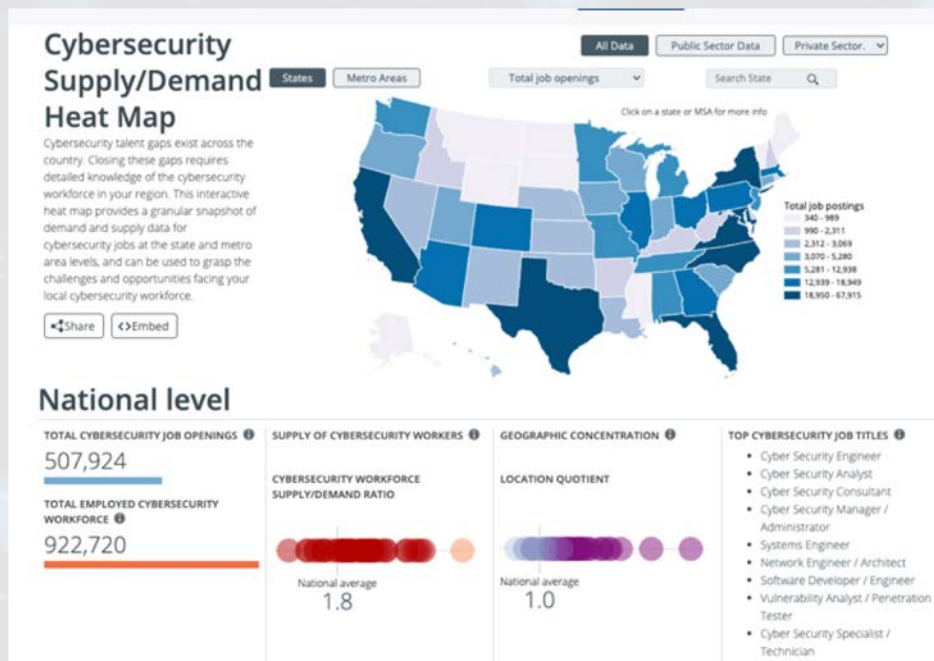 Cybersecurity
Supply/Demand
Heat Map
Cybersecurity talent gaps exist across the
country. Closing these gaps requires
detailed knowledge of the cybersecurity
workforce in your region. This interactive
heat map provides a granular snapshot of
demand and supply data for
cybersecurity jobs at the state and metro
area levels, and can be used to grasp the
challenges and opportunities facing your
local cybersecurity workforce.
Share
<>Embed
All Data
Public Sector Data
Private Sector.
States
Metro Areas
Total job openings
Search State
Click on a state or MSA for more info
Total job postings
340 - 989
990 - 2,311
2,312 - 3,069
3,070 - 5,280
5,281 - 12,938
12,939 - 18,949
18,950 - 67,915
National level
TOTAL CYBERSECURITY JOB OPENINGS
507,924
TOTAL EMPLOYED CYBERSECURITY
WORKFORCE
922,720
SUPPLY OF CYBERSECURITY WORKERS
CYBERSECURITY WORKFORCE
SUPPLY/DEMAND RATIO
National average
1.8
GEOGRAPHIC CONCENTRATION
LOCATION QUOTIENT
National average
1.0
TOP CYBERSECURITY JOB TITLES
• Cyber Security Engineer
• Cyber Security Analyst
• Cyber Security Consultant
• Cyber Security Manager /
Administrator
• Systems Engineer
• Network Engineer / Architect
• Software Developer / Engineer
• Vulnerability Analyst / Penetration
Tester
• Cyber Security Specialist /
Technician